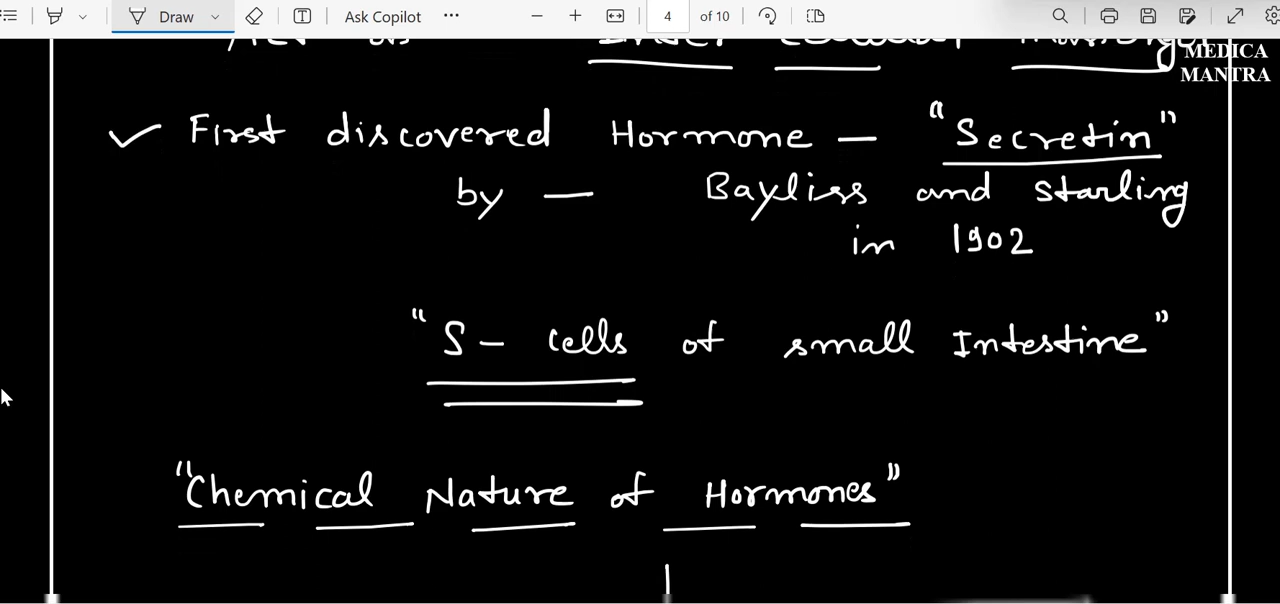 Draw
Ask Copilot
4 of 10
MEDICA
MANTRA
First discovered Hormone — "Secretin"
by — Bayliss and starling
in 1902
"S - cells of small Intestine"
"Chemical Nature of Hormones"